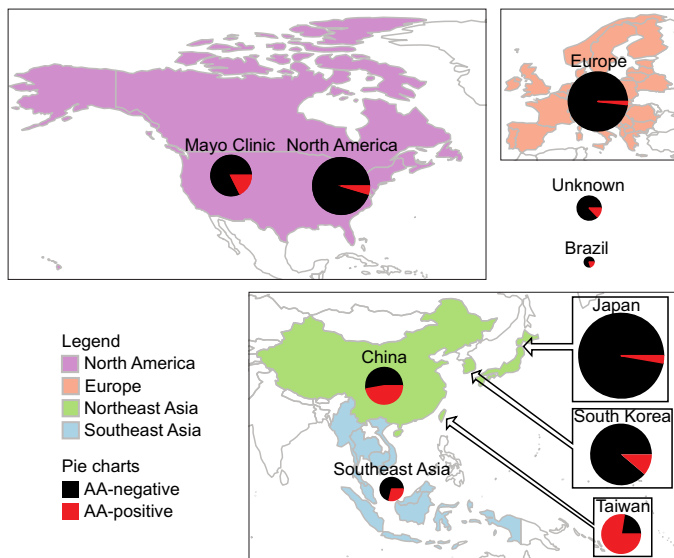 Mayo Clinic
North America
Europe
Unknown
Brazil
Legend
North America
Europe
Northeast Asia
Southeast Asia
Pie charts
AA-negative
AA-positive
China
Southeast Asia
Japan
South Korea
Taiwan